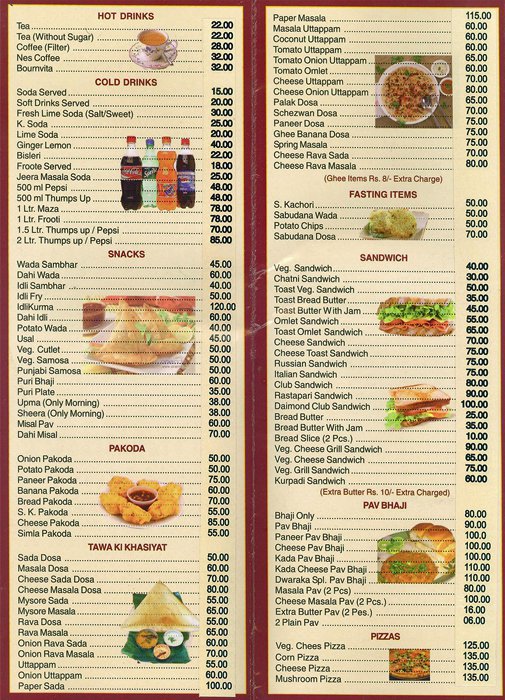 HOT DRINKS
Tea 22.00
Tea (Without Sugar) 22.00
Coffee (Filter) 28.00
Nes Coffee 32.00
Bournvita 32.00
COLD DRINKS
Soda Served 15.00
Soft Drinks Served 20.00
Fresh Lime Soda (Salt/Sweet) 30.00
K. Soda 25.00
Lime Soda 20.00
Ginger Lemon 40.00
Bisleri 22.00
Froote Served 18.00
Jeera Masala Soda 25.00
500 ml Pepsi 48.00
500 ml Thumps Up 48.00
1 Ltr. Maza 78.00
1 Ltr. Frooti 78.00
1.5 Ltr. Thumps up / Pepsi 70.00
2 Ltr. Thumps up / Pepsi 85.00
SNACKS
Wada Sambhar 45.00
Dahi Wada 60.00
Idli Sambhar 40.00
Idli Fry 50.00
IdliKurma 120.00
Dahi Idli 60.00
Potato Wada 40.00
Usal 45.00
Veg. Cutlet 50.00
Veg. Samosa 50.00
Punjabi Samosa 50.00
Puri Bhaji 60.00
Puri Plate 35.00
Upma (Only Morning) 38.00
Sheera (Only Morning) 38.00
Misal Pav 60.00
Dahi Misal 70.00
PAKODA
Onion Pakoda 50.00
Potato Pakoda 50.00
Paneer Pakoda 75.00
Banana Pakoda 60.00
Bread Pakoda 50.00
S. K. Pakoda 55.00
Cheese Pakoda 85.00
Simla Pakoda 55.00
TAWA KI KHASIYAT
Sada Dosa 50.00
Masala Dosa 60.00
Cheese Sada Dosa 70.00
Cheese Masala Dosa 80.00
Mysore Sada 55.00
Mysore Masala 65.00
Rava Dosa 55.00
Rava Masala 65.00
Onion Rava Sada 60.00
Onion Rava Masala 70.00
Uttappam 55.00
Onion Uttappam 60.00
Paper Sada 100.00
Paper Masala 115.00
Masala Uttappam 60.00
Coconut Uttappam 60.00
Tomato Uttappam 60.00
Tomato Onion Uttappam 65.00
Tomato Omlet 60.00
Cheese Uttappam 70.00
Cheese Onion Uttappam 80.00
Palak Dosa 65.00
Schezwan Dosa 70.00
Paneer Dosa 70.00
Ghee Banana Dosa 70.00
Spring Masala 70.00
Cheese Rava Sada 70.00
Cheese Rava Masala 80.00
(Ghee Items Rs. 8/- Extra Charge)
FASTING ITEMS
S. Kachori 50.00
Sabudana Wada 50.00
Potato Chips 50.00
Sabudana Dosa 70.00
SANDWICH
Veg. Sandwich 40.00
Chatni Sandwich 30.00
Toast Veg. Sandwich 50.00
Toast Bread Butter 35.00
Toast Butter With Jam 45.00
Omlet Sandwich 55.00
Toast Omlet Sandwich 65.00
Cheese Sandwich 70.00
Cheese Toast Sandwich 75.00
Russian Sandwich 75.00
Italian Sandwich 75.00
Club Sandwich 80.00
Rastapari Sandwich 90.00
Daimond Club Sandwich 100.00
Bread Butter 25.00
Bread Butter With Jam 35.00
Bread Slice (2 Pcs.) 10.00
Veg. Cheese Grill Sandwich 90.00
Veg. Cheese Sandwich 65.00
Veg. Grill Sandwich 75.00
Kurpadi Sandwich 60.00
(Extra Butter Rs. 10/- Extra Charged)
PAV BHAJI
Bhaji Only 80.00
Pav Bhaji 90.00
Paneer Pav Bhaji 100.0
Cheese Pav Bhaji 100.00
Kada Pav Bhaji 110.00
Kada Cheese Pav Bhaji 110.00
Dwaraka Spl. Pav Bhaji 110.00
Masala Pav (2 Pcs) 80.00
Cheese Masala Pav (2 Pcs.) 100.00
Extra Butter Pav (2 Pcs.) 16.00
2 Plain Pav 06.00
PIZZAS
Veg. Chees Pizza 125.00
Corn Pizza 135.00
Cheese Pizza 135.00
Mushroom Pizza 135.00